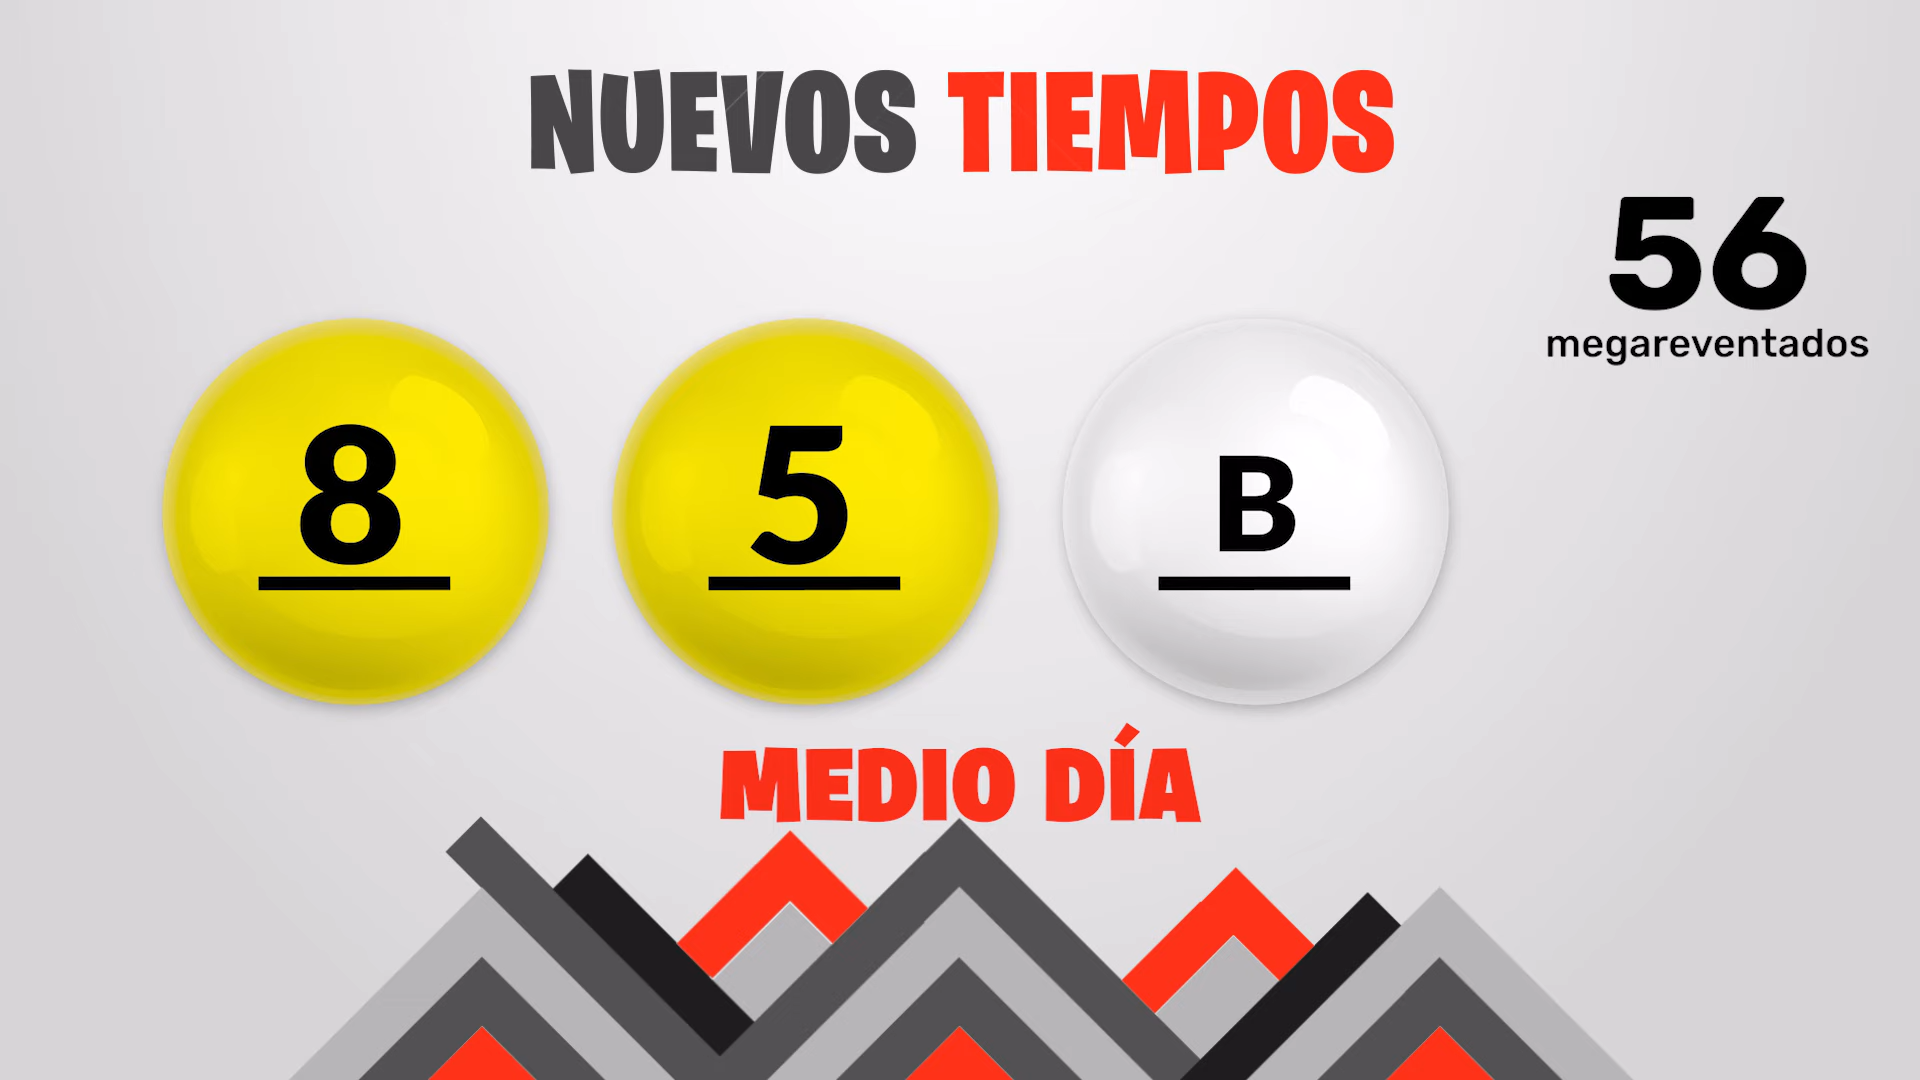 NUEVOS TIEMPOS
56
megareventados
8 5 B
MEDIO DÍA